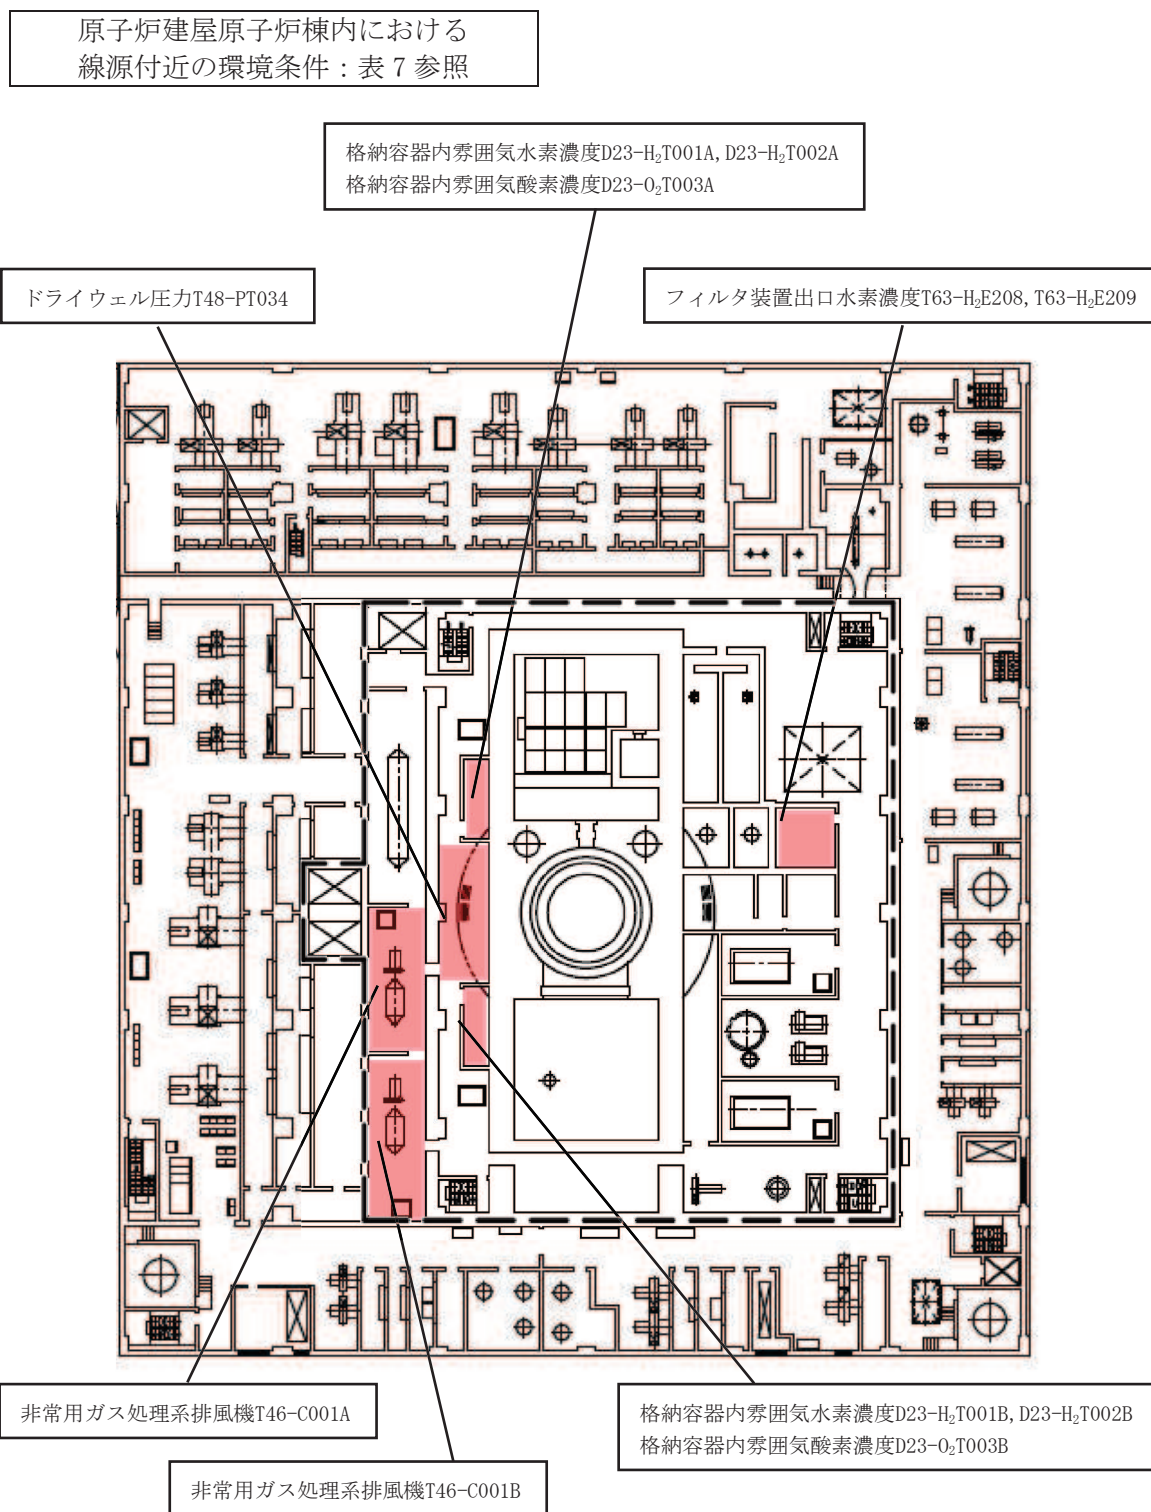 原子炉建屋原子炉棟内における
線源付近の環境条件：表７参照
格納容器内雰囲気水素濃度D23-H₂T001A, D23-H₂T002A
格納容器内雰囲気酸素濃度D23-O₂T003A
ドライウェル圧力T48-PT034
フィルタ装置出口水素濃度T63-H₂E208, T63-H₂E209
非常用ガス処理系排風機T46-C001A
格納容器内雰囲気水素濃度D23-H₂T001B, D23-H₂T002B
格納容器内雰囲気酸素濃度D23-O₂T003B
非常用ガス処理系排風機T46-C001B